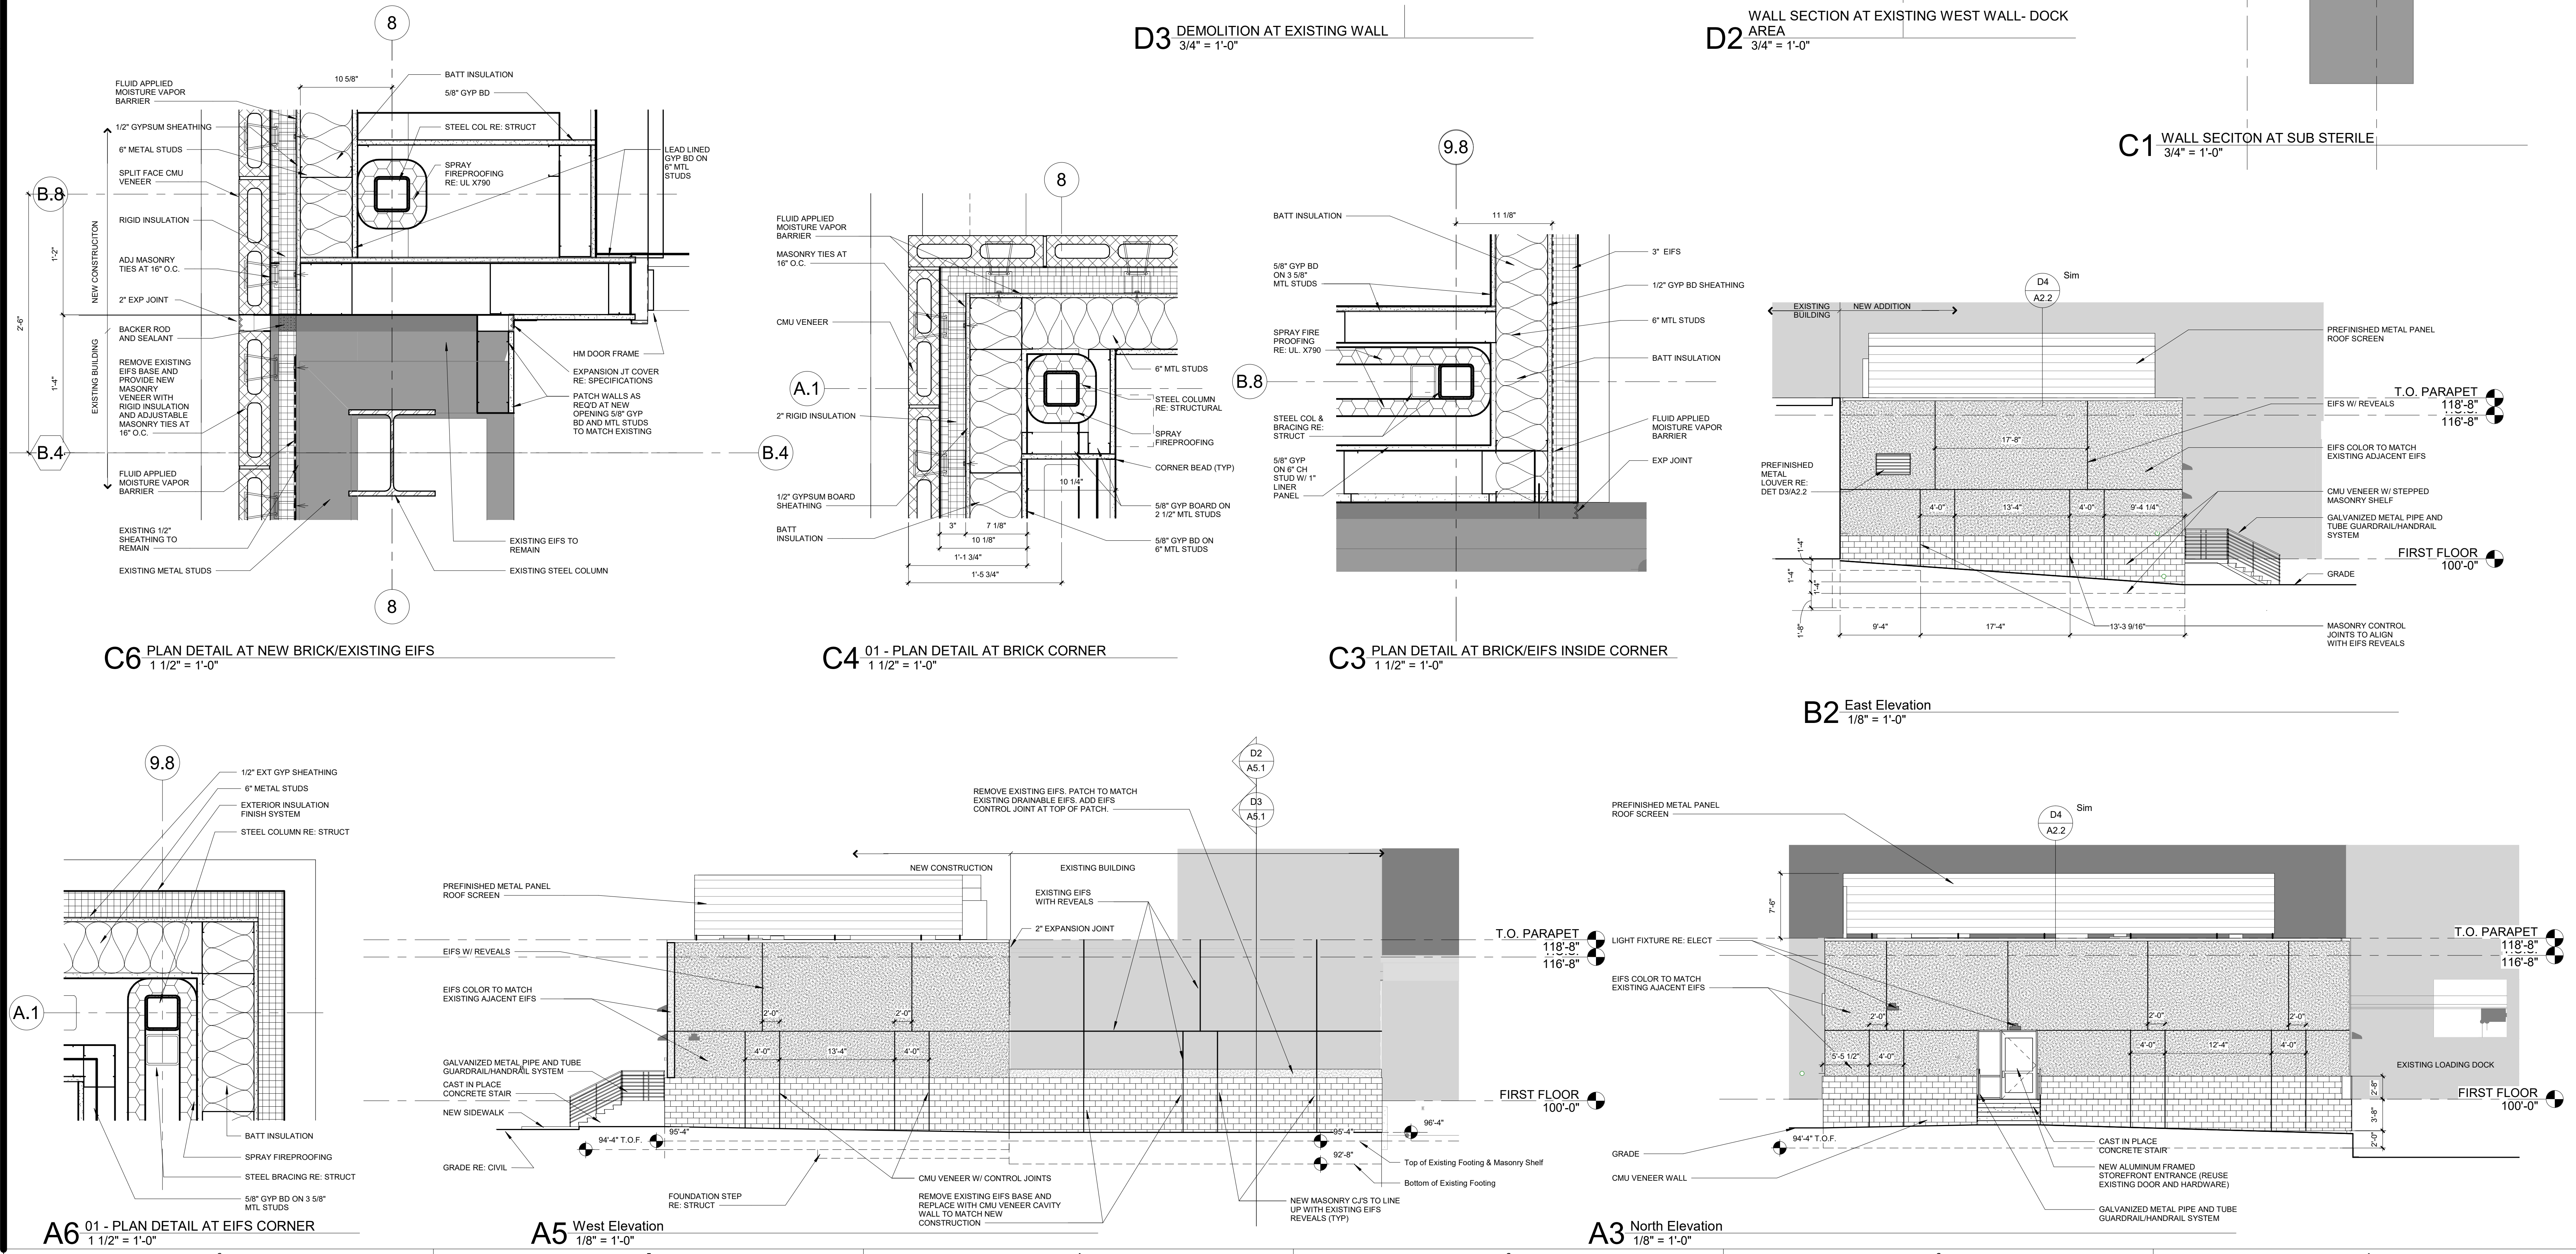 D3 DEMOLITION AT EXISTING WALL
3/4" = 1'-0"
D2 WALL SECTION AT EXISTING WEST WALL- DOCK
AREA
3/4" = 1'-0"
C1 WALL SECITON AT SUB STERILE
3/4" = 1'-0"
8
10 5/8"
FLUID APPLIED
MOISTURE VAPOR
BARRIER
1/2" GYPSUM SHEATHING
6" METAL STUDS
SPLIT FACE CMU
VENEER
B.8
RIGID INSULATION
ADJ MASONRY
TIES AT 16" O.C.
2" EXP JOINT
BACKER ROD
AND SEALANT
REMOVE EXISTING
EIFS BASE AND
PROVIDE NEW
MASONRY
VENEER WITH
RIGID INSULATION
AND ADJUSTABLE
MASONRY TIES AT
16" O.C.
B.4
FLUID APPLIED
MOISTURE VAPOR
BARRIER
EXISTING 1/2"
SHEATHING TO
REMAIN
EXISTING METAL STUDS
NEW CONSTRUCITON
EXISTING BUILDING
2'-6"
1'-2"
1'-4"
BATT INSULATION
5/8" GYP BD
STEEL COL RE: STRUCT
SPRAY
FIREPROOFING
RE: UL X790
LEAD LINED
GYP BD ON
6" MTL
STUDS
HM DOOR FRAME
EXPANSION JT COVER
RE: SPECIFICATIONS
PATCH WALLS AS
REQ'D AT NEW
OPENING 5/8" GYP
BD AND MTL STUDS
TO MATCH EXISTING
EXISTING EIFS TO
REMAIN
EXISTING STEEL COLUMN
8
C6 PLAN DETAIL AT NEW BRICK/EXISTING EIFS
1 1/2" = 1'-0"
8
FLUID APPLIED
MOISTURE VAPOR
BARRIER
MASONRY TIES AT
16" O.C.
CMU VENEER
A.1
2" RIGID INSULATION
B.4
1/2" GYPSUM BOARD
SHEATHING
BATT
INSULATION
6" MTL STUDS
STEEL COLUMN
RE: STRUCTURAL
SPRAY
FIREPROOFING
CORNER BEAD (TYP)
10 1/4"
5/8" GYP BOARD ON
2 1/2" MTL STUDS
5/8" GYP BD ON
6" MTL STUDS
3"
7 1/8"
10 1/8"
1'-1 3/4"
1'-5 3/4"
C4 01 - PLAN DETAIL AT BRICK CORNER
1 1/2" = 1'-0"
9.8
11 1/8"
BATT INSULATION
5/8" GYP BD
ON 3 5/8"
MTL STUDS
SPRAY FIRE
PROOFING
RE: UL. X790
B.8
STEEL COL &
BRACING RE:
STRUCT
5/8" GYP
ON 6" CH
STUD W/ 1"
LINER
PANEL
3"  EIFS
1/2" GYP BD SHEATHING
6" MTL STUDS
BATT INSULATION
FLUID APPLIED
MOISTURE VAPOR
BARRIER
EXP JOINT
C3 PLAN DETAIL AT BRICK/EIFS INSIDE CORNER
1 1/2" = 1'-0"
D4
A2.2
Sim
EXISTING
BUILDING
NEW ADDITION
PREFINISHED METAL PANEL
ROOF SCREEN
T.O. PARAPET
118'-8"
116'-8"
EIFS W/ REVEALS
EIFS COLOR TO MATCH
EXISTING ADJACENT EIFS
PREFINISHED
METAL
LOUVER RE:
DET D3/A2.2
17'-8"
4'-0"
13'-4"
4'-0"
9'-4 1/4"
CMU VENEER W/ STEPPED
MASONRY SHELF
GALVANIZED METAL PIPE AND
TUBE GUARDRAIL/HANDRAIL
SYSTEM
FIRST FLOOR
100'-0"
GRADE
1'-4"
1'-4"
1'-4"
1'-8"
9'-4"
17'-4"
13'-3 9/16"
MASONRY CONTROL
JOINTS TO ALIGN
WITH EIFS REVEALS
B2 East Elevation
1/8" = 1'-0"
9.8
1/2" EXT GYP SHEATHING
6" METAL STUDS
EXTERIOR INSULATION
FINISH SYSTEM
STEEL COLUMN RE: STRUCT
A.1
BATT INSULATION
SPRAY FIREPROOFING
STEEL BRACING RE: STRUCT
5/8" GYP BD ON 3 5/8"
MTL STUDS
A6 01 - PLAN DETAIL AT EIFS CORNER
1 1/2" = 1'-0"
D2
A5.1
D3
A5.1
REMOVE EXISTING EIFS. PATCH TO MATCH
EXISTING DRAINABLE EIFS. ADD EIFS
CONTROL JOINT AT TOP OF PATCH.
NEW CONSTRUCTION
EXISTING BUILDING
PREFINISHED METAL PANEL
ROOF SCREEN
EXISTING EIFS
WITH REVEALS
2" EXPANSION JOINT
T.O. PARAPET
118'-8"
116'-8"
EIFS W/ REVEALS
EIFS COLOR TO MATCH
EXISTING AJACENT EIFS
2'-0"
2'-0"
4'-0"
13'-4"
4'-0"
GALVANIZED METAL PIPE AND TUBE
GUARDRAIL/HANDRAIL SYSTEM
CAST IN PLACE
CONCRETE STAIR
NEW SIDEWALK
FIRST FLOOR
100'-0"
94'-4" T.O.F.
95'-4"
95'-4"
96'-4"
92'-8"
GRADE RE: CIVIL
Top of Existing Footing & Masonry Shelf
Bottom of Existing Footing
FOUNDATION STEP
RE: STRUCT
CMU VENEER W/ CONTROL JOINTS
REMOVE EXISTING EIFS BASE AND
REPLACE WITH CMU VENEER CAVITY
WALL TO MATCH NEW
CONSTRUCTION
NEW MASONRY CJ'S TO LINE
UP WITH EXISTING EIFS
REVEALS (TYP)
A5 West Elevation
1/8" = 1'-0"
PREFINISHED METAL PANEL
ROOF SCREEN
D4
A2.2
Sim
7'-6"
LIGHT FIXTURE RE: ELECT
EIFS COLOR TO MATCH
EXISTING AJACENT EIFS
T.O. PARAPET
118'-8"
116'-8"
2'-0"
2'-0"
2'-0"
5'-5 1/2"
4'-0"
4'-0"
12'-4"
4'-0"
EXISTING LOADING DOCK
FIRST FLOOR
100'-0"
2'-8"
3'-8"
2'-0"
94'-4" T.O.F.
GRADE
CMU VENEER WALL
CAST IN PLACE
CONCRETE STAIR
NEW ALUMINUM FRAMED
STOREFRONT ENTRANCE (REUSE
EXISTING DOOR AND HARDWARE)
GALVANIZED METAL PIPE AND TUBE
GUARDRAIL/HANDRAIL SYSTEM
A3 North Elevation
1/8" = 1'-0"